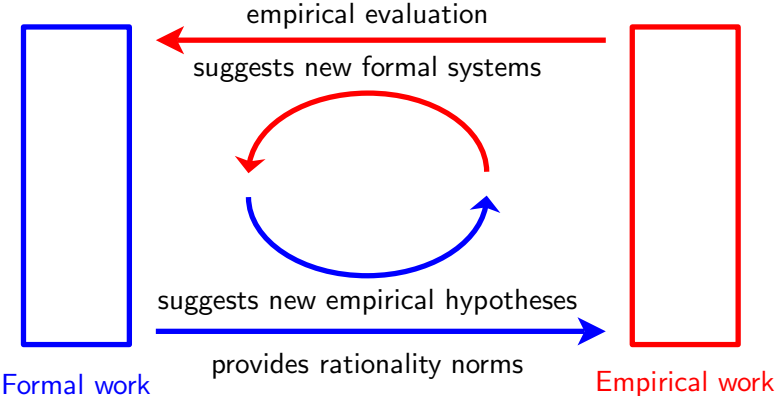 empirical evaluation
suggests new formal systems
suggests new empirical hypotheses
provides rationality norms
Formal work
Empirical work